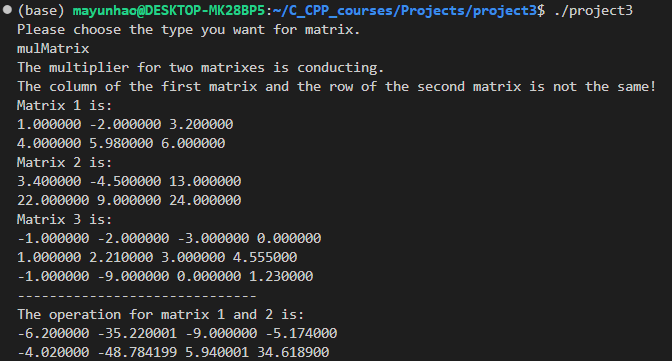 (base) mayunhao@DESKTOP-MK28BP5:~/C_CPP_courses/Projects/project3$ ./project3
Please choose the type you want for matrix.
mulMatrix
The multiplier for two matrixes is conducting.
The column of the first matrix and the row of the second matrix is not the same!
Matrix 1 is:
1.000000 -2.000000 3.200000
4.000000 5.980000 6.000000
Matrix 2 is:
3.400000 -4.500000 13.000000
22.000000 9.000000 24.000000
Matrix 3 is:
-1.000000 -2.000000 -3.000000 0.000000
1.000000 2.210000 3.000000 4.555000
-1.000000 -9.000000 0.000000 1.230000
------------------------------
The operation for matrix 1 and 2 is:
-6.200000 -35.220001 -9.000000 -5.174000
-4.020000 -48.784199 5.940001 34.618900